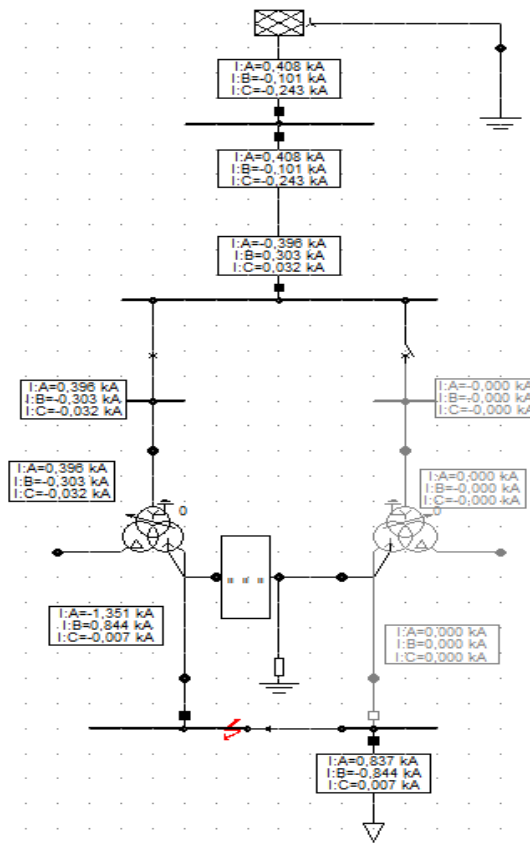 I:A=0,408 kA
I:B=-0,101 kA
I:C=-0,243 kA
I:A=0,408 kA
I:B=-0,101 kA
I:C=-0,243 kA
I:A=-0,396 kA
I:B=0,303 kA
I:C=0,032 kA
I:A=0,396 kA
I:B=-0,303 kA
I:C=-0,032 kA
I:A=-0,000 kA
I:B=-0,000 kA
I:C=-0,000 kA
I:A=0,396 kA
I:B=-0,303 kA
I:C=-0,032 kA
I:A=0,000 kA
I:B=-0,000 kA
I:C=-0,000 kA
0
0
I:A=-1,351 kA
I:B=0,844 kA
I:C=-0,007 kA
I:A=0,000 kA
I:B=0,000 kA
I:C=0,000 kA
I:A=0,837 kA
I:B=-0,844 kA
I:C=0,007 kA